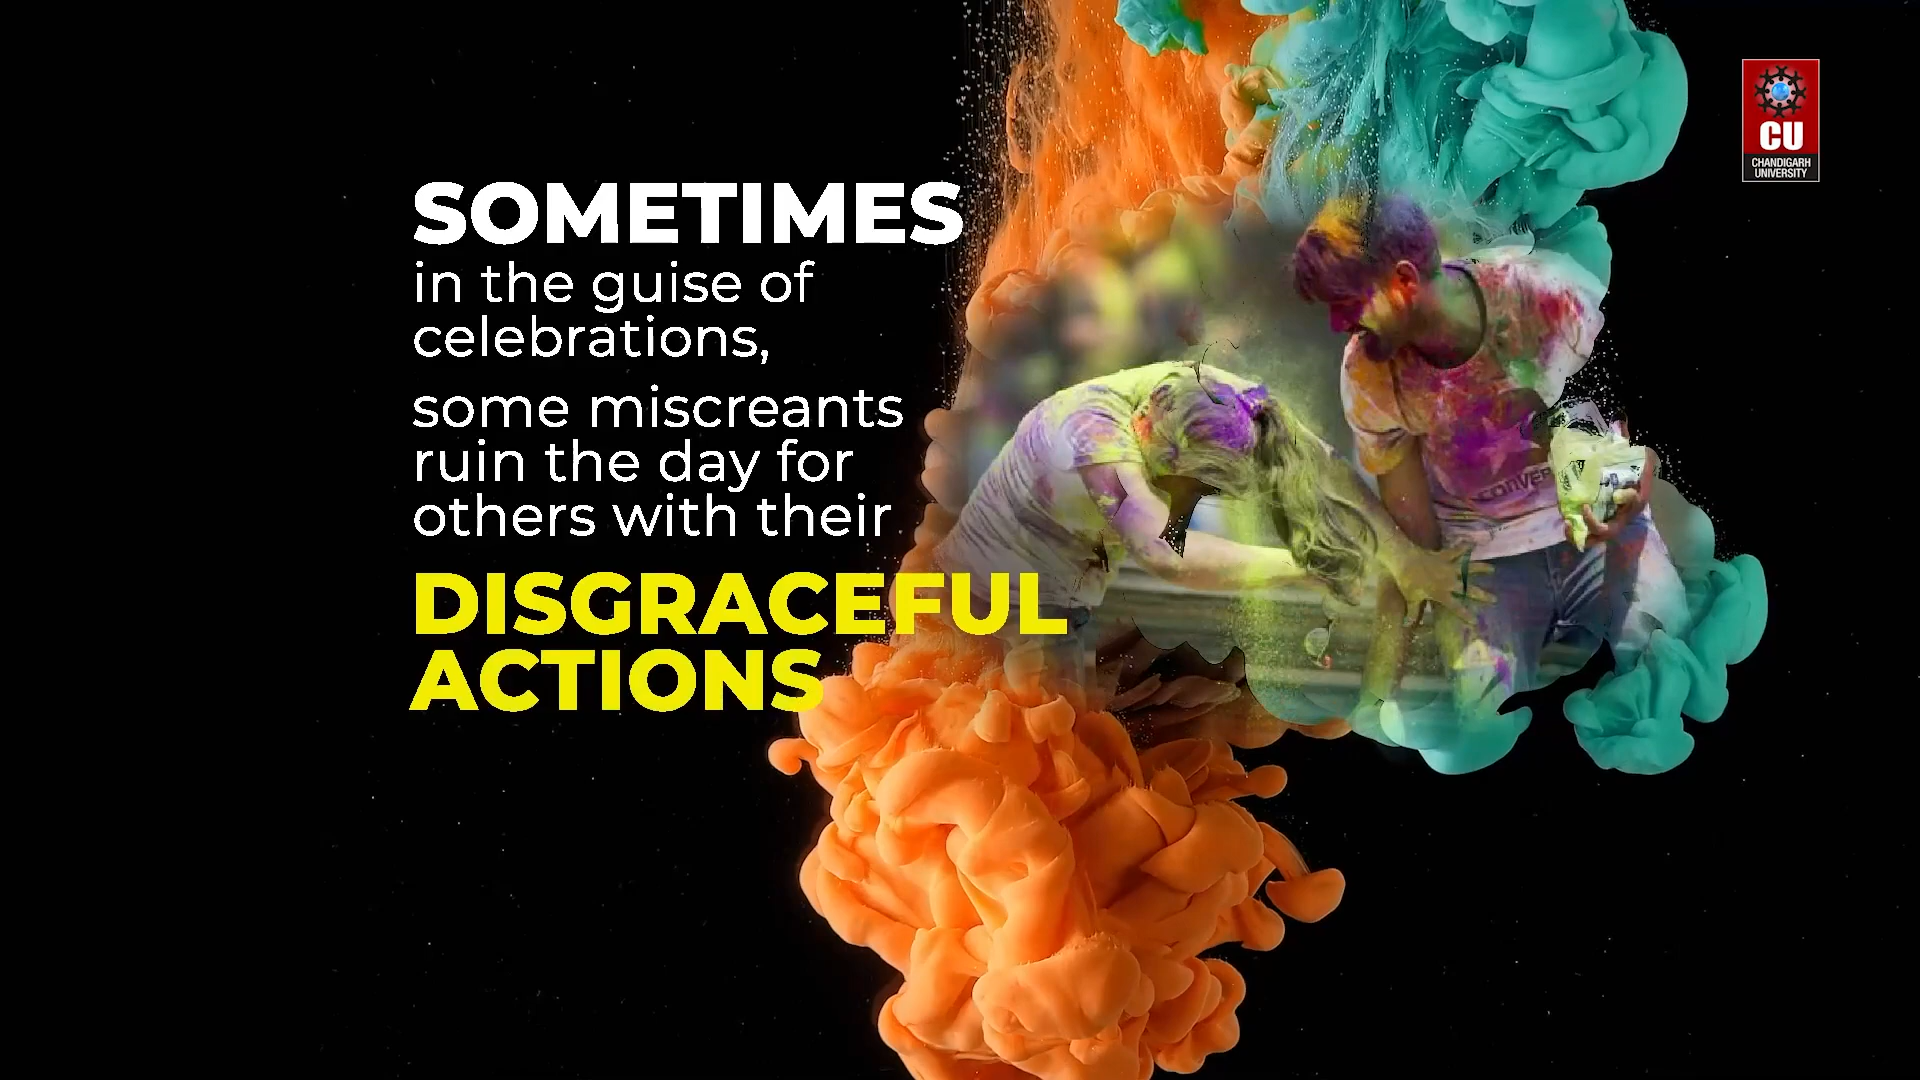 SOMETIMES
in the guise of
celebrations,
some miscreants
ruin the day for
others with their
DISGRACEFUL
ACTIONS
CU
CHANDIGARH
UNIVERSITY